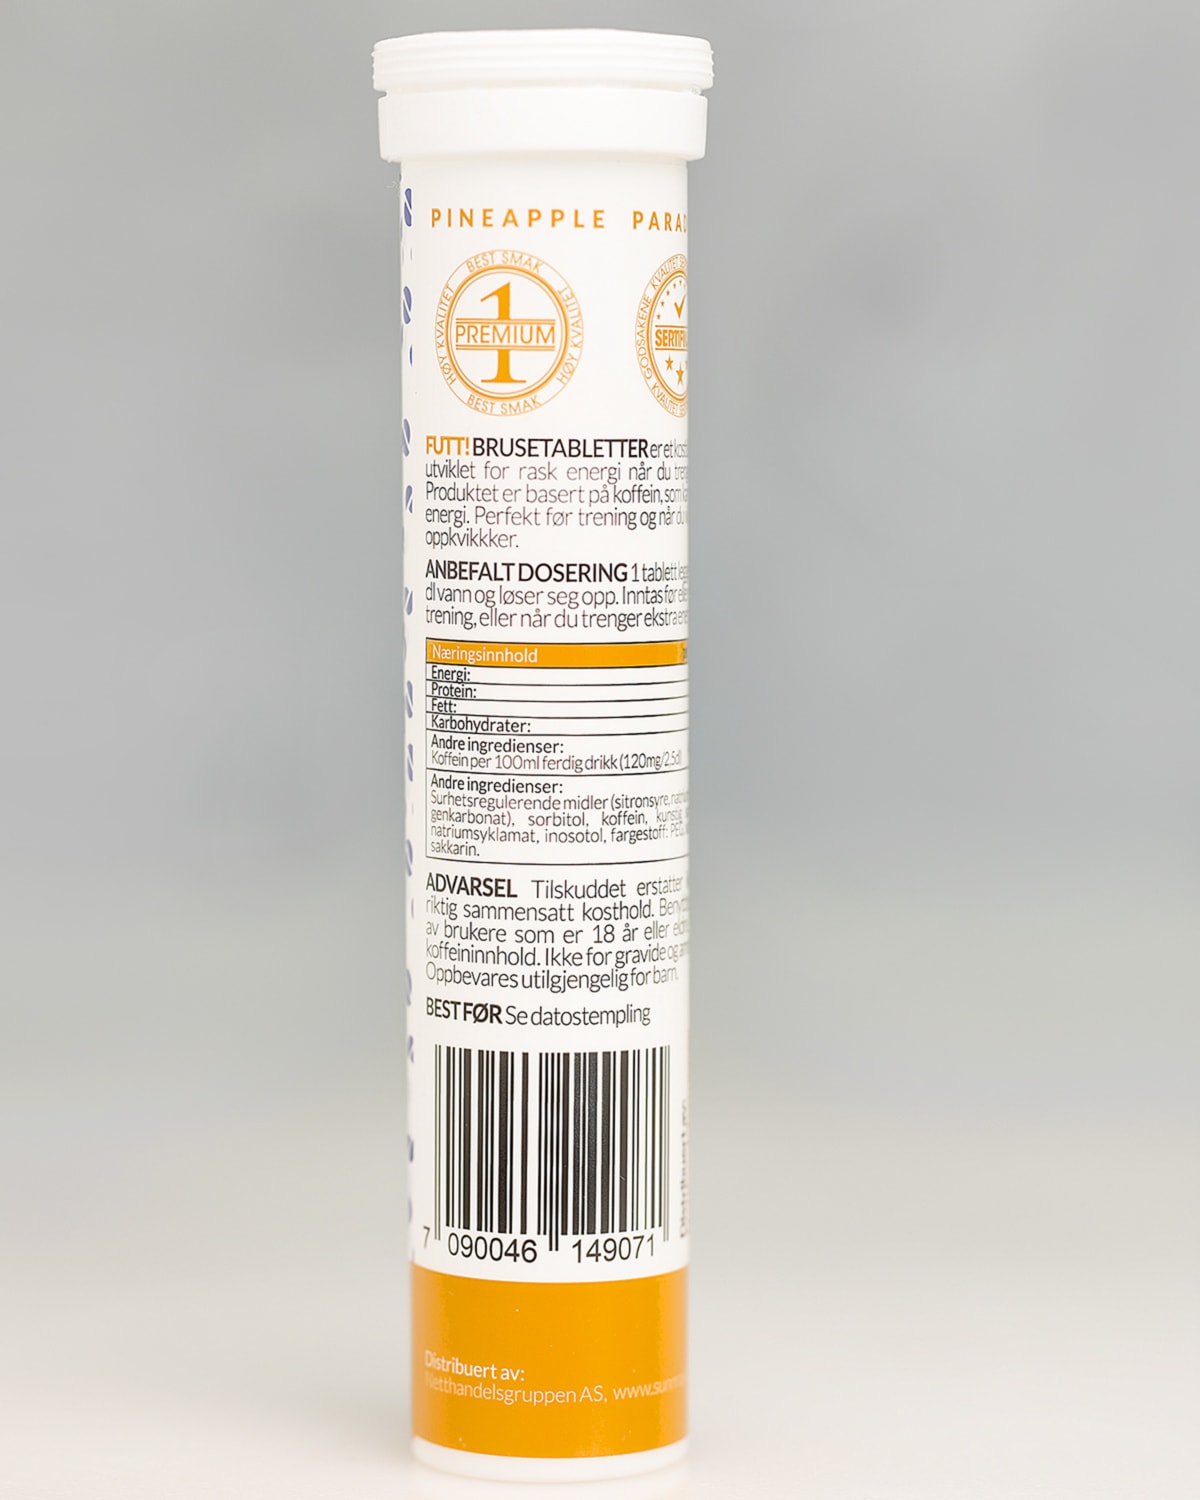 PINEAPPLE
BEST SMAK
HØY KVALITET
1
PREMIUM
HØY KVALITET
BEST SMAK
GODSAKENE
FUTT! BRUSETABLETTER er et
utviklet for rask energi når du
Produktet er basert på koffein, som
energi. Perfekt før trening og når du
oppkvikkker.
ANBEFALT DOSERING 1 tablett
dl vann og løser seg opp. Inntas før
trening, eller når du trenger ekstra
Næringsinnhold
Energi:
Protein:
Fett:
Karbohydrater:
Andre ingredienser:
Koffein per 100ml ferdig drikk (120mg/2.5dl)
Andre ingredienser:
Surhetsregulerende midler (sitronsyre,
genkarbonat), sorbitol, koffein, kunstig
natriumsyklamat, inosotol, fargestoff:
sakkarin.
ADVARSEL Tilskuddet erstatter
riktig sammensatt kosthold.
av brukere som er 18 år eller
koffeininnhold. Ikke for gravide og
Oppbevares utilgjengelig for barn.
BEST FØR Se datostempling
7 090046 149071
Distribuert av:
Distribuert av:
Netthandelsgruppen AS,